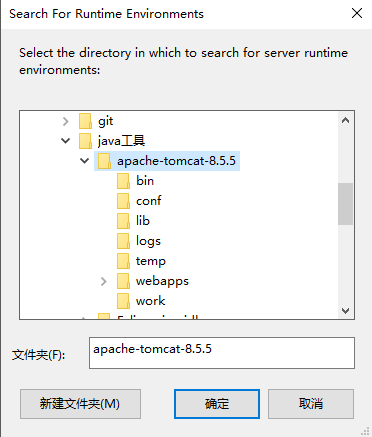 Search For Runtime Environments
Select the directory in which to search for server runtime
environments:
git
java工具
apache-tomcat-8.5.5
bin
conf
lib
logs
temp
webapps
work
文件夹(F):
apache-tomcat-8.5.5
新建文件夹(M)
确定
取消